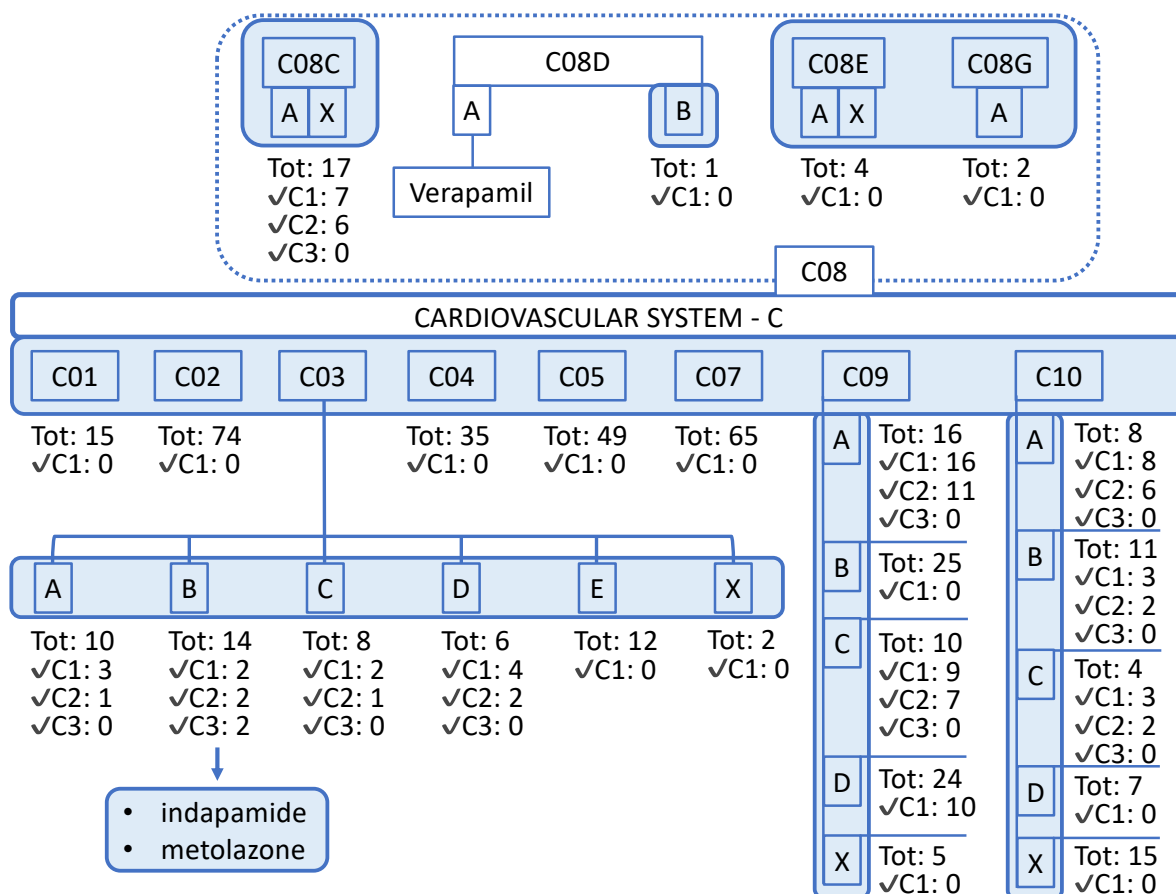 C08C
C08D
C08E
C08G
A X
A
B
A X
A
Verapamil
Tot: 17
✓C1: 7
✓C2: 6
✓C3: 0
Tot: 1
✓C1: 0
Tot: 4
✓C1: 0
Tot: 2
✓C1: 0
C08
CARDIOVASCULAR SYSTEM - C
C01
C02
C03
C04
C05
C07
C09
C10
Tot: 15
✓C1: 0
Tot: 74
✓C1: 0
Tot: 35
✓C1: 0
Tot: 49
✓C1: 0
Tot: 65
✓C1: 0
A
B
C
D
E
X
Tot: 10
✓C1: 3
✓C2: 1
✓C3: 0
Tot: 14
✓C1: 2
✓C2: 2
✓C3: 2
Tot: 8
✓C1: 2
✓C2: 1
✓C3: 0
Tot: 6
✓C1: 4
✓C2: 2
✓C3: 0
Tot: 12
✓C1: 0
Tot: 2
✓C1: 0
• indapamide
• metolazone
A
Tot: 16
✓C1: 16
✓C2: 11
✓C3: 0
B
Tot: 25
✓C1: 0
C
Tot: 10
✓C1: 9
✓C2: 7
✓C3: 0
D
Tot: 24
✓C1: 10
X
Tot: 5
✓C1: 0
A
Tot: 8
✓C1: 8
✓C2: 6
✓C3: 0
B
Tot: 11
✓C1: 3
✓C2: 2
✓C3: 0
C
Tot: 4
✓C1: 3
✓C2: 2
✓C3: 0
D
Tot: 7
✓C1: 0
X
Tot: 15
✓C1: 0